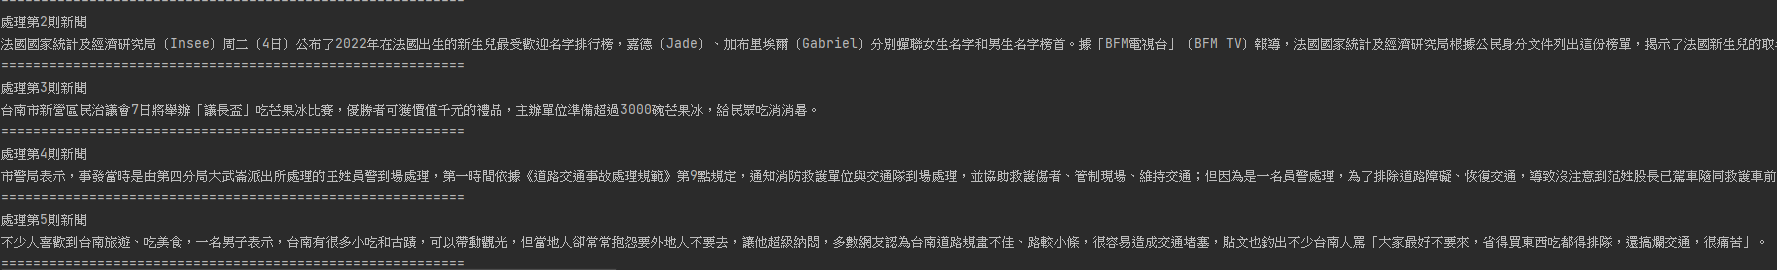 ==========================================================
處理第2則新聞
法國國家統計及經濟研究局（Insee）周二（4日）公布了2022年在法國出生的新生兒最受歡迎名字排行榜，嘉德（Jade）、加布里埃爾（Gabriel）分別蟬聯女生名字和男生名字榜首。據「BFM電視台」（BFM TV）報導，法國國家統計及經濟研究局根據公民身分文件列出這份榜單，揭示了法國新生兒的取
==========================================================
處理第3則新聞
台南市新營區民治議會7日將舉辦「議長盃」吃芒果冰比賽，優勝者可獲價值千元的禮品，主辦單位準備超過3000碗芒果冰，給民眾吃消消暑。
==========================================================
處理第4則新聞
市警局表示，事發當時是由第四分局大武崙派出所處理的王姓員警到場處理，第一時間依據《道路交通事故處理規範》第9點規定，通知消防救護單位與交通隊到場處理，並協助救護傷者、管制現場、維持交通；但因為是一名員警處理，為了排除道路障礙、恢復交通，導致沒注意到范姓股長已駕車隨同救護車前
==========================================================
處理第5則新聞
不少人喜歡到台南旅遊、吃美食，一名男子表示，台南有很多小吃和古蹟，可以帶動觀光，但當地人卻常常抱怨要外地人不要去，讓他超級納悶，多數網友認為台南道路規畫不佳、路較小條，很容易造成交通堵塞，貼文也釣出不少台南人罵「大家最好不要來，省得買東西吃都得排隊，還搞爛交通，很痛苦」。
==========================================================